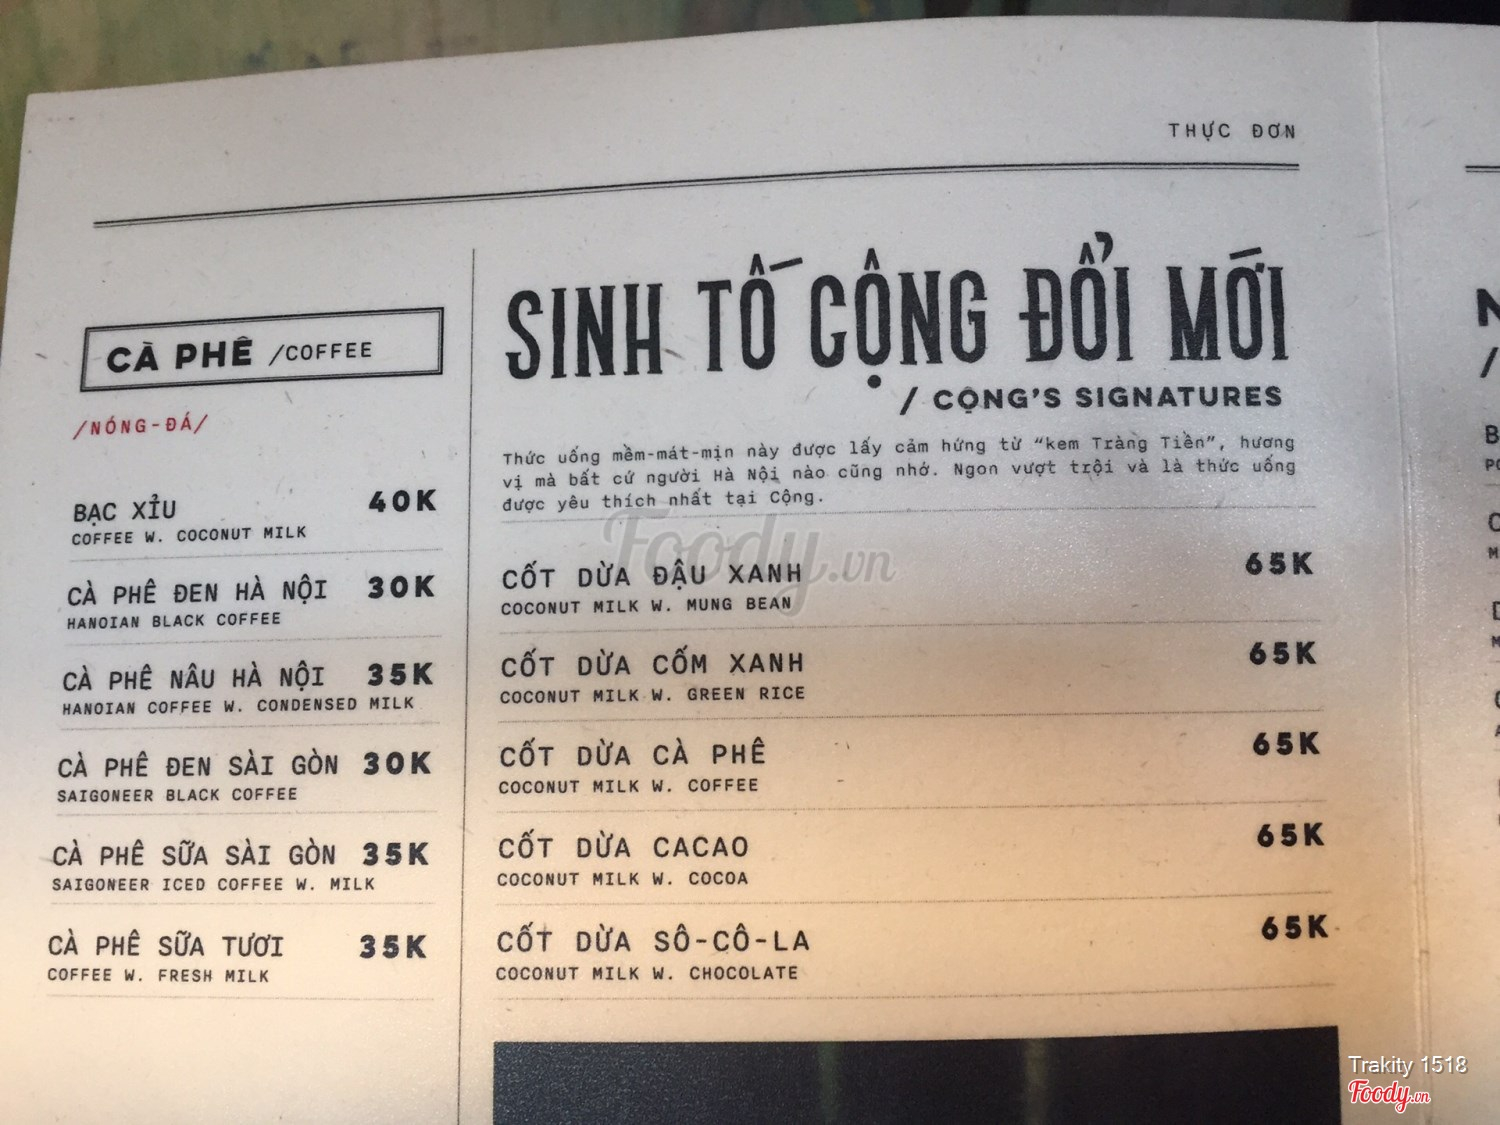 THỰC ĐƠN
CÀ PHÊ /COFFEE
/NÓNG-ĐÁ/
BẠC XỈU 40K
COFFEE W. COCONUT MILK
CÀ PHÊ ĐEN HÀ NỘI 30K
HANOIAN BLACK COFFEE
CÀ PHÊ NÂU HÀ NỘI 35K
HANOIAN COFFEE W. CONDENSED MILK
CÀ PHÊ ĐEN SÀI GÒN 30K
SAIGONEER BLACK COFFEE
CÀ PHÊ SỮA SÀI GÒN 35K
SAIGONEER ICED COFFEE W. MILK
CÀ PHÊ SỮA TƯƠI 35K
COFFEE W. FRESH MILK
SINH TỐ CỘNG ĐỔI MỚI
/ CỘNG'S SIGNATURES
Thức uống mềm-mát-mịn này được lấy cảm hứng từ "kem Tràng Tiền", hương
vị mà bất cứ người Hà Nội nào cũng nhớ. Ngon vượt trội và là thức uống
được yêu thích nhất tại Cộng.
CỐT DỪA ĐẬU XANH 65K
COCONUT MILK W. MUNG BEAN
CỐT DỪA CỐM XANH 65K
COCONUT MILK W. GREEN RICE
CỐT DỪA CÀ PHÊ 65K
COCONUT MILK W. COFFEE
CỐT DỪA CACAO 65K
COCONUT MILK W. COCOA
CỐT DỪA SÔ-CÔ-LA 65K
COCONUT MILK W. CHOCOLATE
Foody.vn
Trakity 1518
Foody.vn